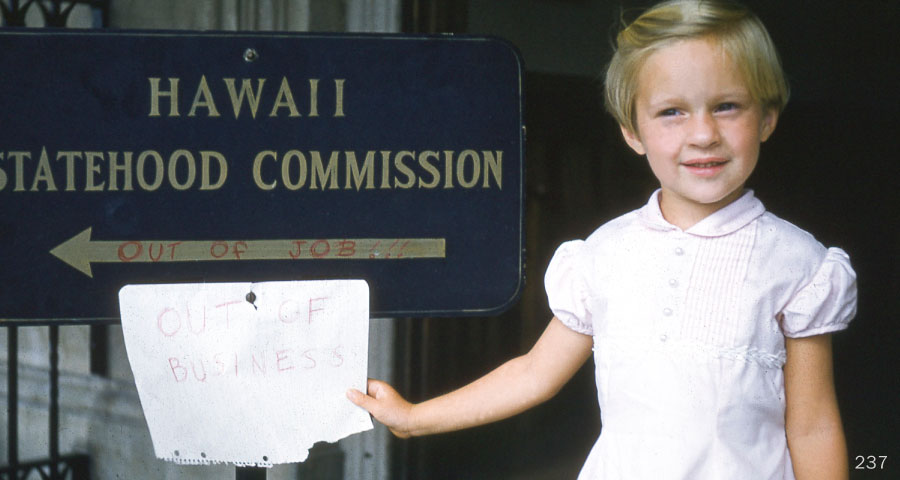 HAWAII
STATEHOOD COMMISSION
OUT OF JOB!!!
OUT OF
BUSINESS
237